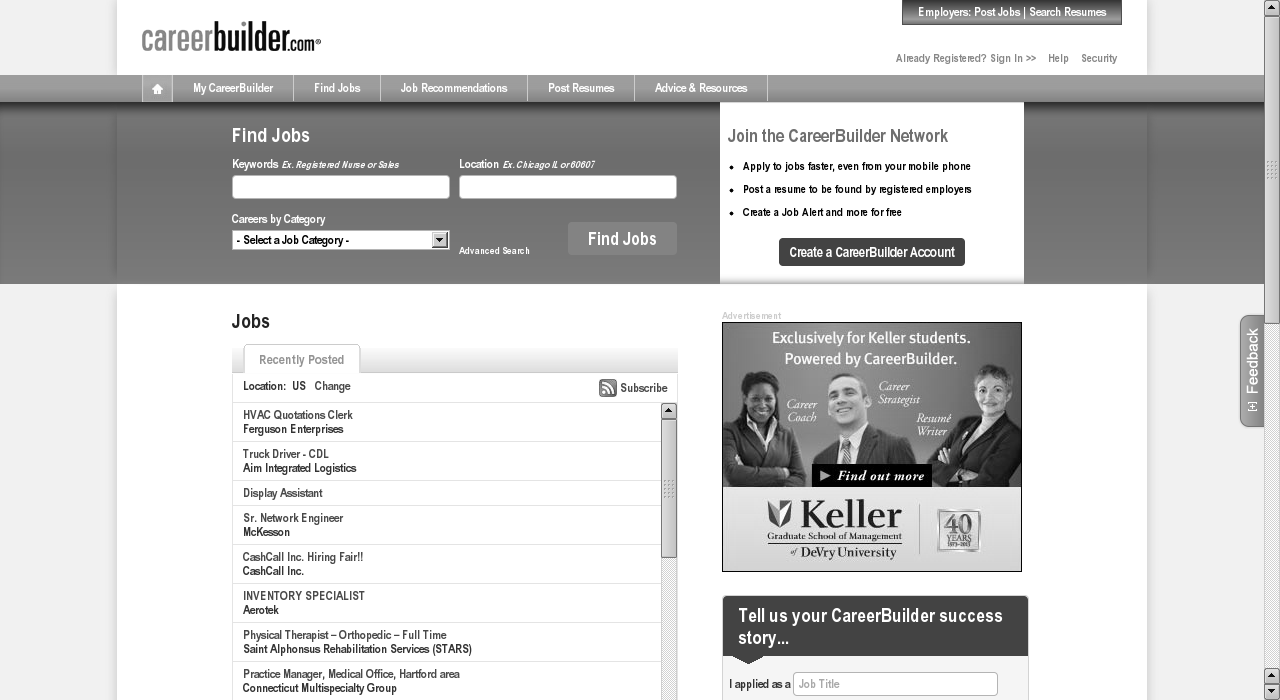 Employers: Post Jobs | Search Resumes
careerbuilder.com®
Already Registered? Sign In >> Help Security
My CareerBuilder Find Jobs Job Recommendations Post Resumes Advice & Resources
Find Jobs
Keywords Ex. Registered Nurse or Sales
Location Ex. Chicago IL or 60607
Careers by Category
- Select a Job Category -
Advanced Search
Find Jobs
Join the CareerBuilder Network
• Apply to jobs faster, even from your mobile phone
• Post a resume to be found by registered employers
• Create a Job Alert and more for free
Create a CareerBuilder Account
Jobs
Recently Posted
Location: US Change
Subscribe
HVAC Quotations Clerk
Ferguson Enterprises
Truck Driver - CDL
Aim Integrated Logistics
Display Assistant
Sr. Network Engineer
McKesson
CashCall Inc. Hiring Fair!!
CashCall Inc.
INVENTORY SPECIALIST
Aerotek
Physical Therapist – Orthopedic – Full Time
Saint Alphonsus Rehabilitation Services (STARS)
Practice Manager, Medical Office, Hartford area
Connecticut Multispecialty Group
Advertisement
Exclusively for Keller students.
Powered by CareerBuilder.
Career
Coach
Career
Strategist
Resumé
Writer
Find out more
Keller
Graduate School of Management
of DeVry University
40
YEARS
1973-2013
Tell us your CareerBuilder success
story...
I applied as a Job Title
[+] Feedback